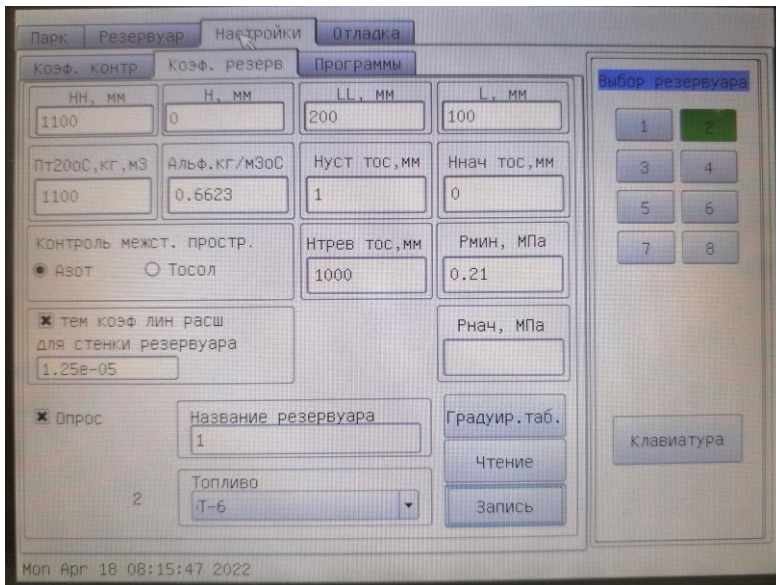 Парк Резервуар Настройки Отладка
Коэф. контр Коэф. резерв Программы
НН, мм Н, мм LL, мм L, мм
1100 0 200 100
Пт20оС,кг,м3 Альф.кг/м3оС Нуст тос,мм Ннач тос,мм
1100 0.6623 1 0
Контроль межст. простр. Нтрев тос,мм Рмин, МПа
Азот Тосол 1000 0.21
тем коэф лин расш
для стенки резервуара
1.25e-05
Рнач, МПа
Опрос
Название резервуара
1
2
Топливо
Т-6
Градуир.таб.
Чтение
Запись
Выбор резервуара
1 2
3 4
5 6
7 8
Клавиатура
Mon Apr 18 08:15:47 2022